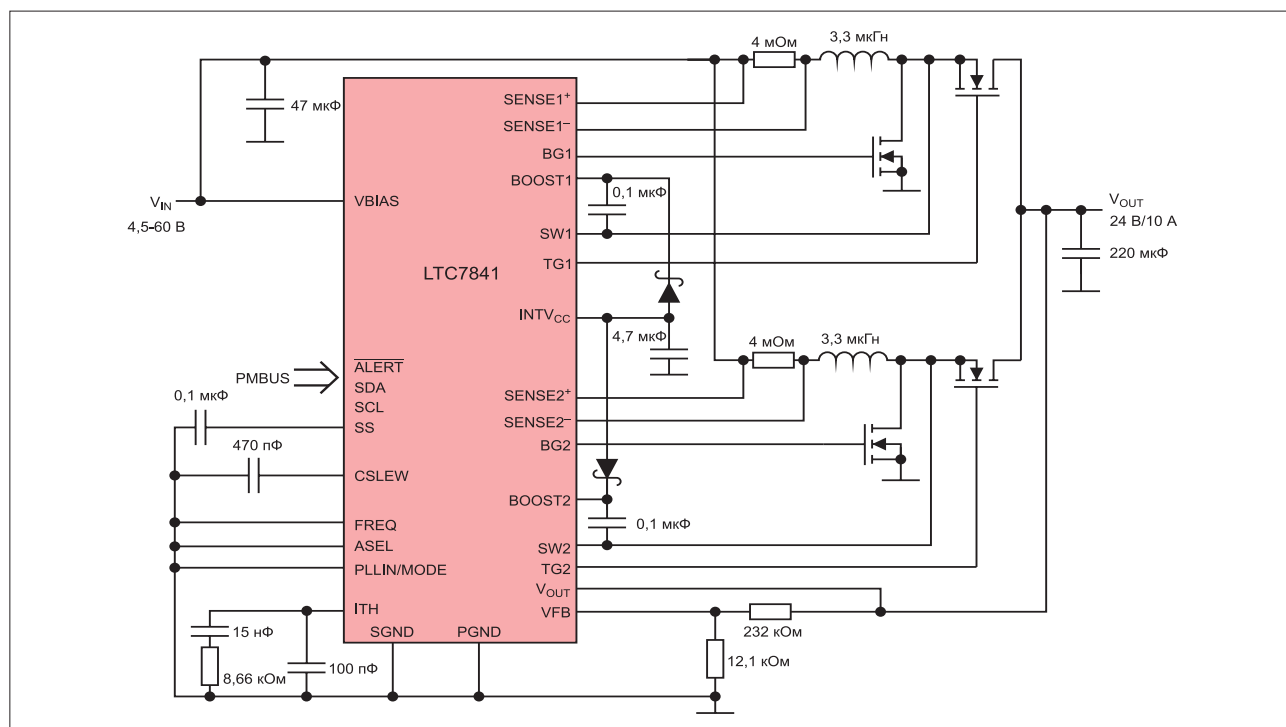 4 мОм
3,3 мкГн
47 мкФ
SENSE1+
SENSE1−
BG1
BOOST1
0,1 мкФ
VIN
4,5-60 В
VBIAS
SW1
VOUT
24 В/10 А
TG1
220 мкФ
LTC7841
INTVCC
4,7 мкФ
4 мОм
3,3 мкГн
PMBUS
ALERT
SDA
SCL
SS
0,1 мкФ
SENSE2+
SENSE2−
BG2
470 пФ
CSLEW
BOOST2
0,1 мкФ
FREQ
ASEL
PLLIN/MODE
SW2
TG2
VOUT
VFB
ITH
232 кОм
12,1 кОм
15 нФ
8,66 кОм
100 пФ
SGND
PGND